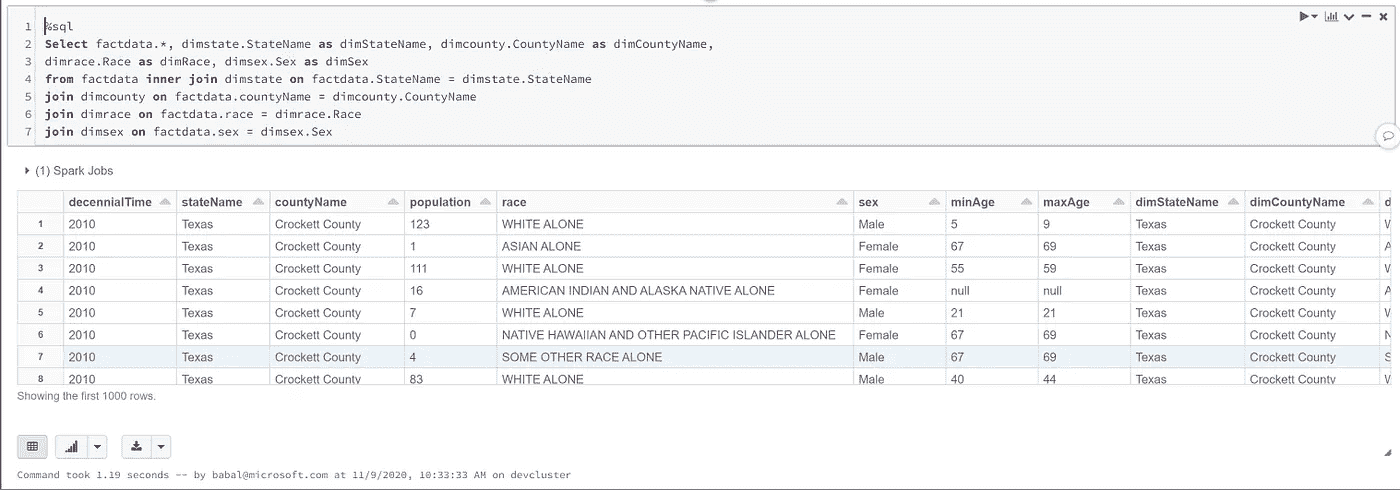 1 %sql
2 Select factdata.*, dimstate.StateName as dimStateName, dimcounty.CountyName as dimCountyName,
3 dimrace.Race as dimRace, dimsex.Sex as dimSex
4 from factdata inner join dimstate on factdata.StateName = dimstate.StateName
5 join dimcounty on factdata.countyName = dimcounty.CountyName
6 join dimrace on factdata.race = dimrace.Race
7 join dimsex on factdata.sex = dimsex.Sex
(1) Spark Jobs
decennialTime stateName countyName population race sex minAge maxAge dimStateName dimCountyName d
1 2010 Texas Crockett County 123 WHITE ALONE Male 5 9 Texas Crockett County W
2 2010 Texas Crockett County 1 ASIAN ALONE Female 67 69 Texas Crockett County A
3 2010 Texas Crockett County 111 WHITE ALONE Female 55 59 Texas Crockett County W
4 2010 Texas Crockett County 16 AMERICAN INDIAN AND ALASKA NATIVE ALONE Female null null Texas Crockett County A
5 2010 Texas Crockett County 7 WHITE ALONE Male 21 21 Texas Crockett County W
6 2010 Texas Crockett County 0 NATIVE HAWAIIAN AND OTHER PACIFIC ISLANDER ALONE Female 67 69 Texas Crockett County N
7 2010 Texas Crockett County 4 SOME OTHER RACE ALONE Male 67 69 Texas Crockett County S
8 2010 Texas Crockett County 83 WHITE ALONE Male 40 44 Texas Crockett County W
Showing the first 1000 rows.
Command took 1.19 seconds -- by babal@microsoft.com at 11/9/2020, 10:33:33 AM on devcluster